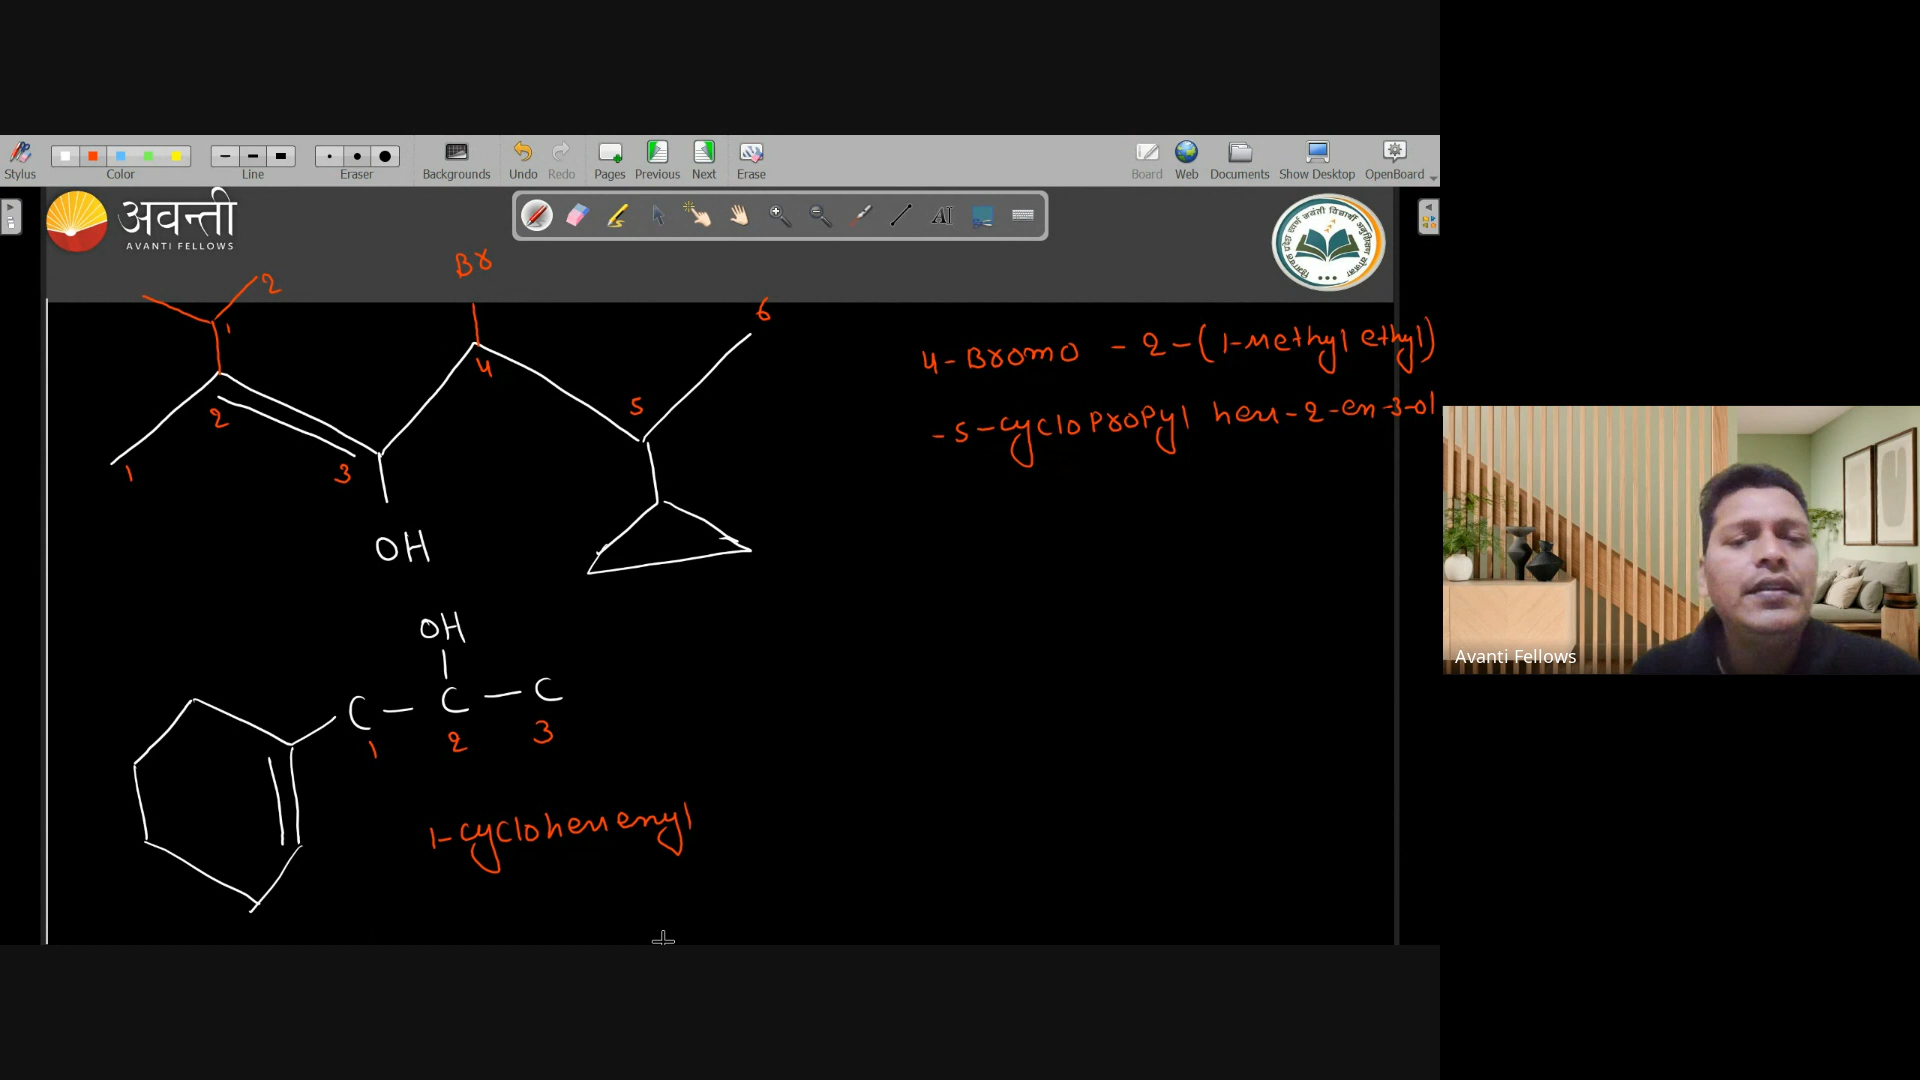 Stylus
Color
Line
Eraser
Backgrounds
Undo
Redo
Pages
Previous
Next
Erase
Board
Web
Documents
Show Desktop
OpenBoard
अवन्ती
AVANTI FELLOWS
Br
2
1
6
4
5
2
1
3
OH
4-Bromo - 2-(1-Methyl ethyl)
-5-cycloPropyl hex-2-en-3-ol
OH
C - C - C
1 2 3
1-cyclohexenyl
Avanti Fellows